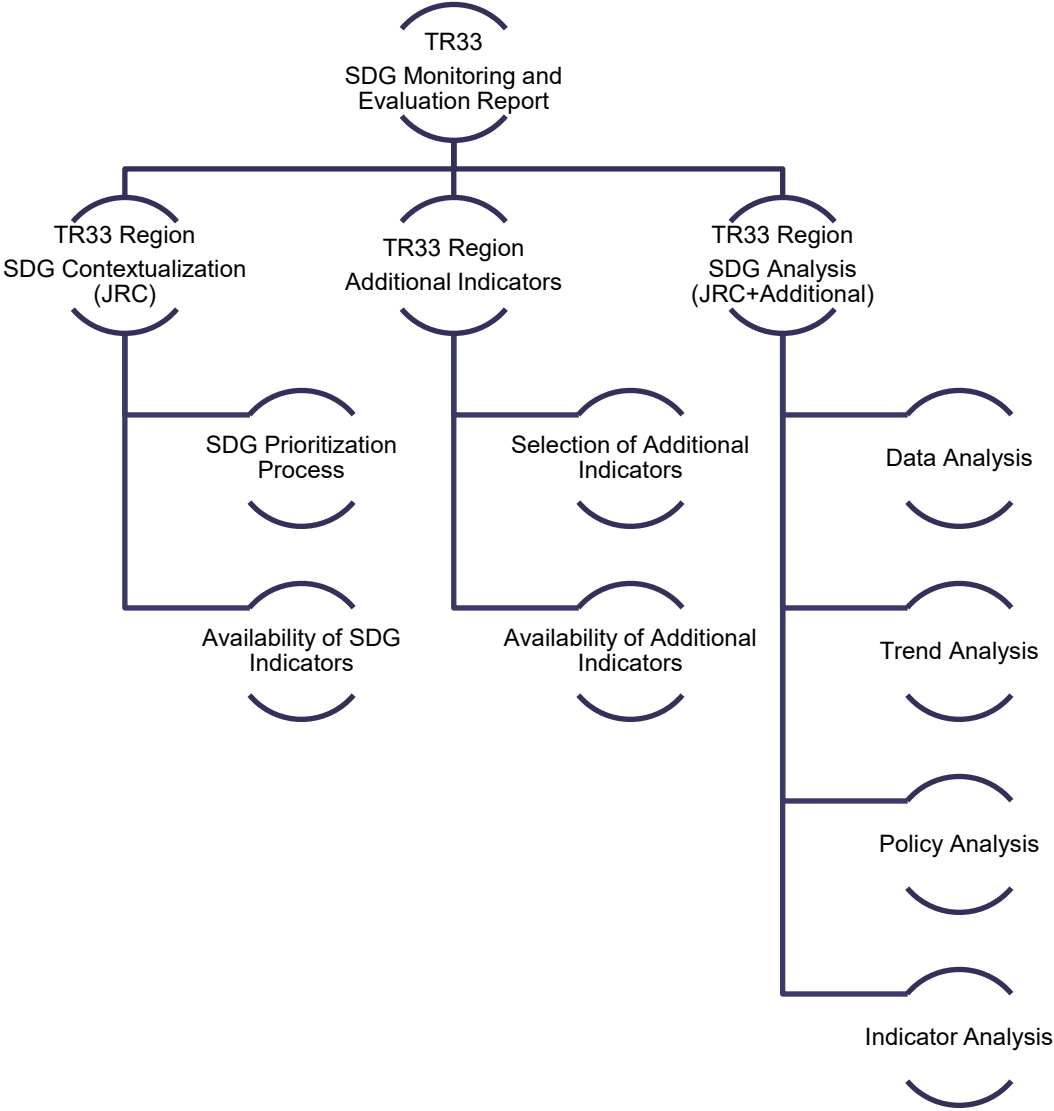 TR33
SDG Monitoring and
Evaluation Report
TR33 Region
SDG Contextualization
(JRC)
TR33 Region
Additional Indicators
TR33 Region
SDG Analysis
(JRC+Additional)
SDG Prioritization
Process
Availability of SDG
Indicators
Selection of Additional
Indicators
Availability of Additional
Indicators
Data Analysis
Trend Analysis
Policy Analysis
Indicator Analysis